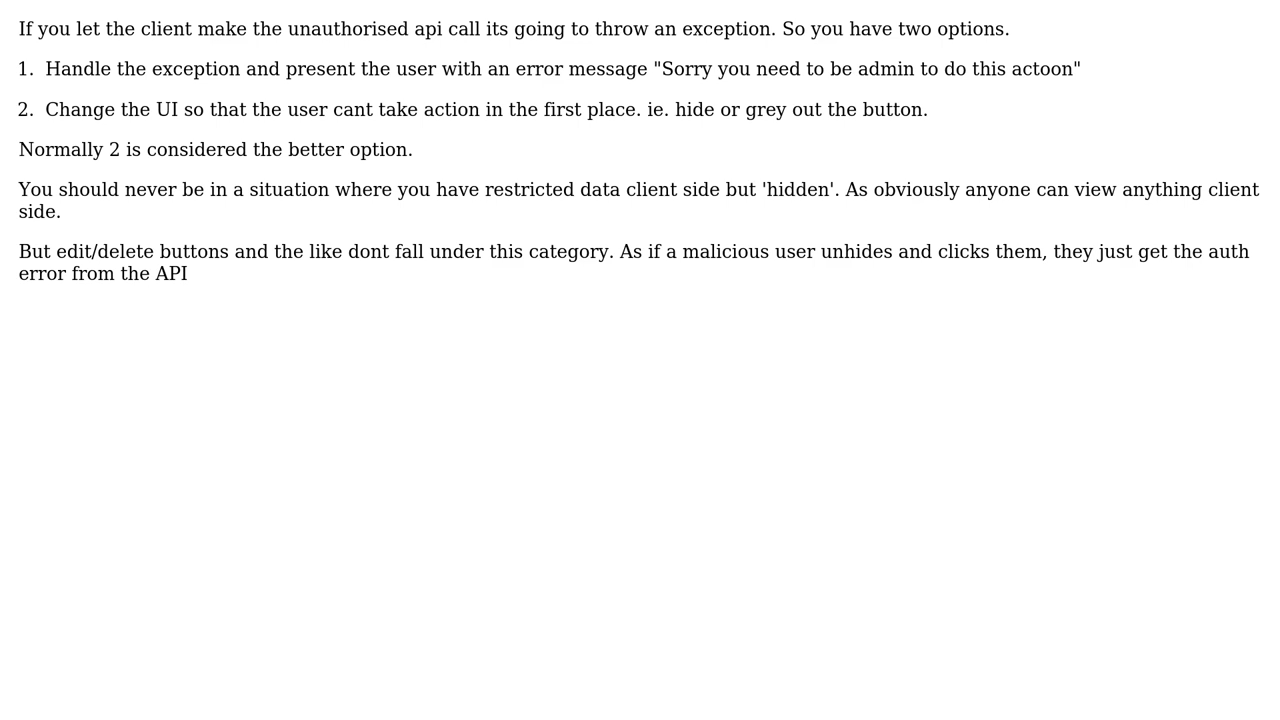 If you let the client make the unauthorised api call its going to throw an exception. So you have two options.
1. Handle the exception and present the user with an error message "Sorry you need to be admin to do this actoon"
2. Change the UI so that the user cant take action in the first place. ie. hide or grey out the button.
Normally 2 is considered the better option.
You should never be in a situation where you have restricted data client side but 'hidden'. As obviously anyone can view anything client
side.
But edit/delete buttons and the like dont fall under this category. As if a malicious user unhides and clicks them, they just get the auth
error from the API